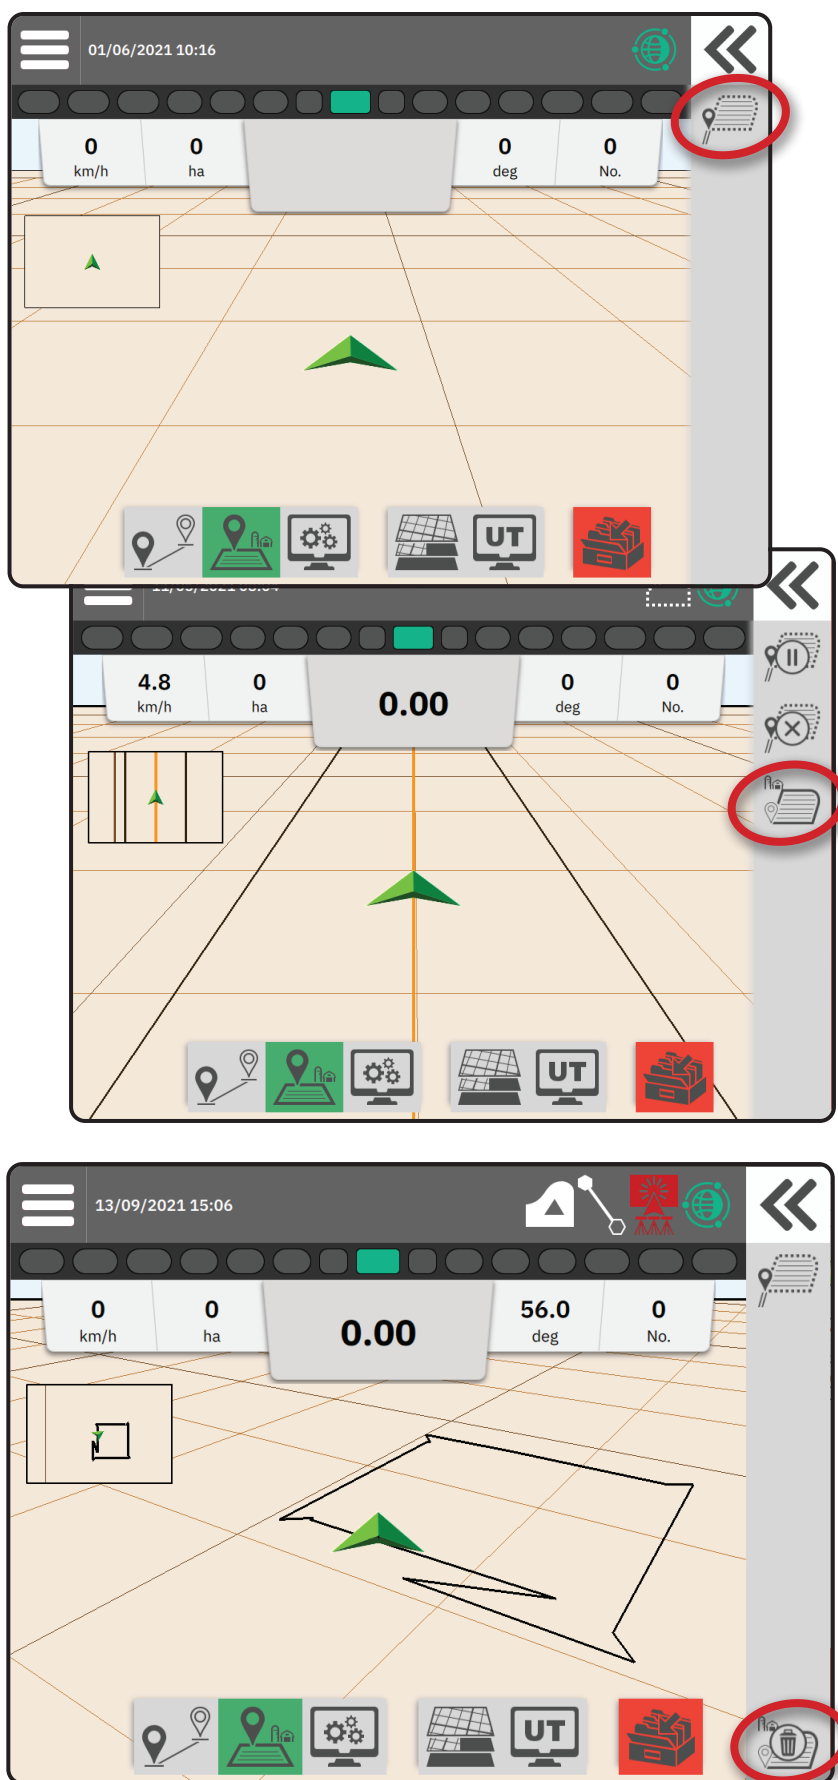 01/06/2021 10:16
0 0 0 0
km/h ha deg No.
UT
4.8 0 0.00 0 0
km/h ha deg No.
UT
13/09/2021 15:06
0 0 0.00 56.0 0
km/h ha deg No.
UT